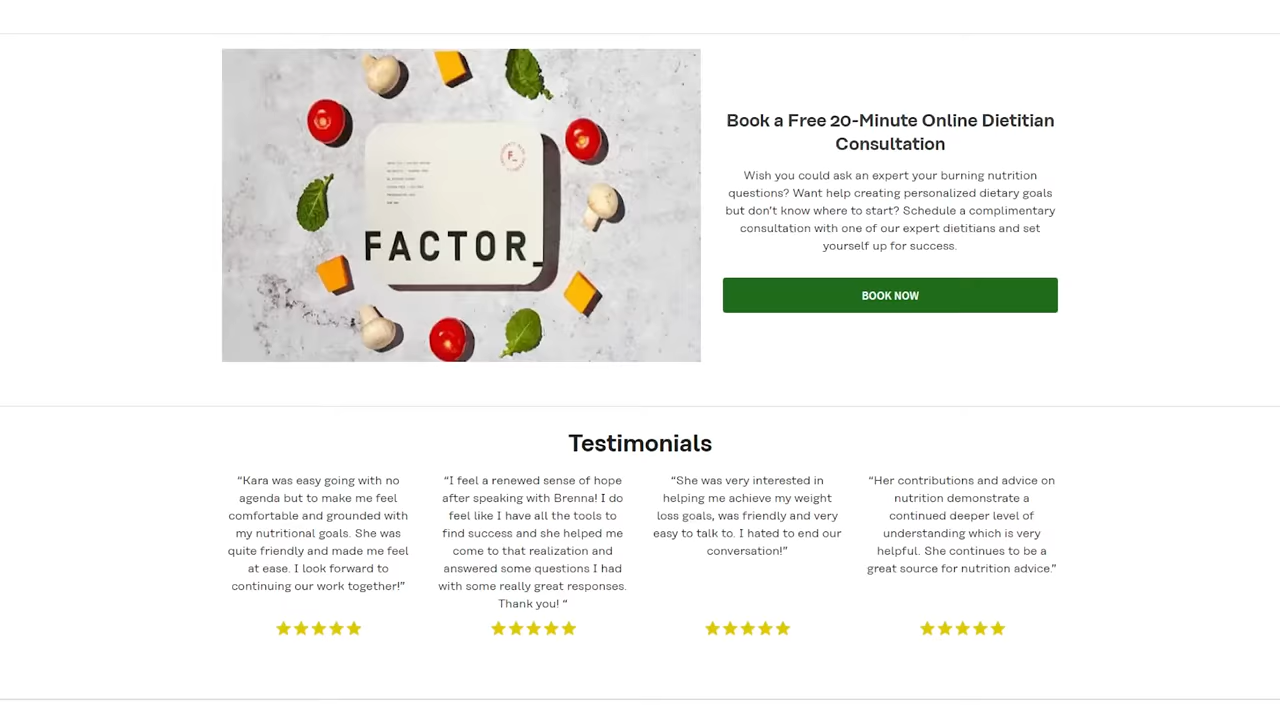 FACTOR_
F_
Book a Free 20-Minute Online Dietitian
Consultation
Wish you could ask an expert your burning nutrition
questions? Want help creating personalized dietary goals
but don't know where to start? Schedule a complimentary
consultation with one of our expert dietitians and set
yourself up for success.
BOOK NOW
Testimonials
“Kara was easy going with no
agenda but to make me feel
comfortable and grounded with
my nutritional goals. She was
quite friendly and made me feel
at ease. I look forward to
continuing our work together!”
“I feel a renewed sense of hope
after speaking with Brenna! I do
feel like I have all the tools to
find success and she helped me
come to that realization and
answered some questions I had
with some really great responses.
Thank you! “
“She was very interested in
helping me achieve my weight
loss goals, was friendly and very
easy to talk to. I hated to end our
conversation!”
“Her contributions and advice on
nutrition demonstrate a
continued deeper level of
understanding which is very
helpful. She continues to be a
great source for nutrition advice.”